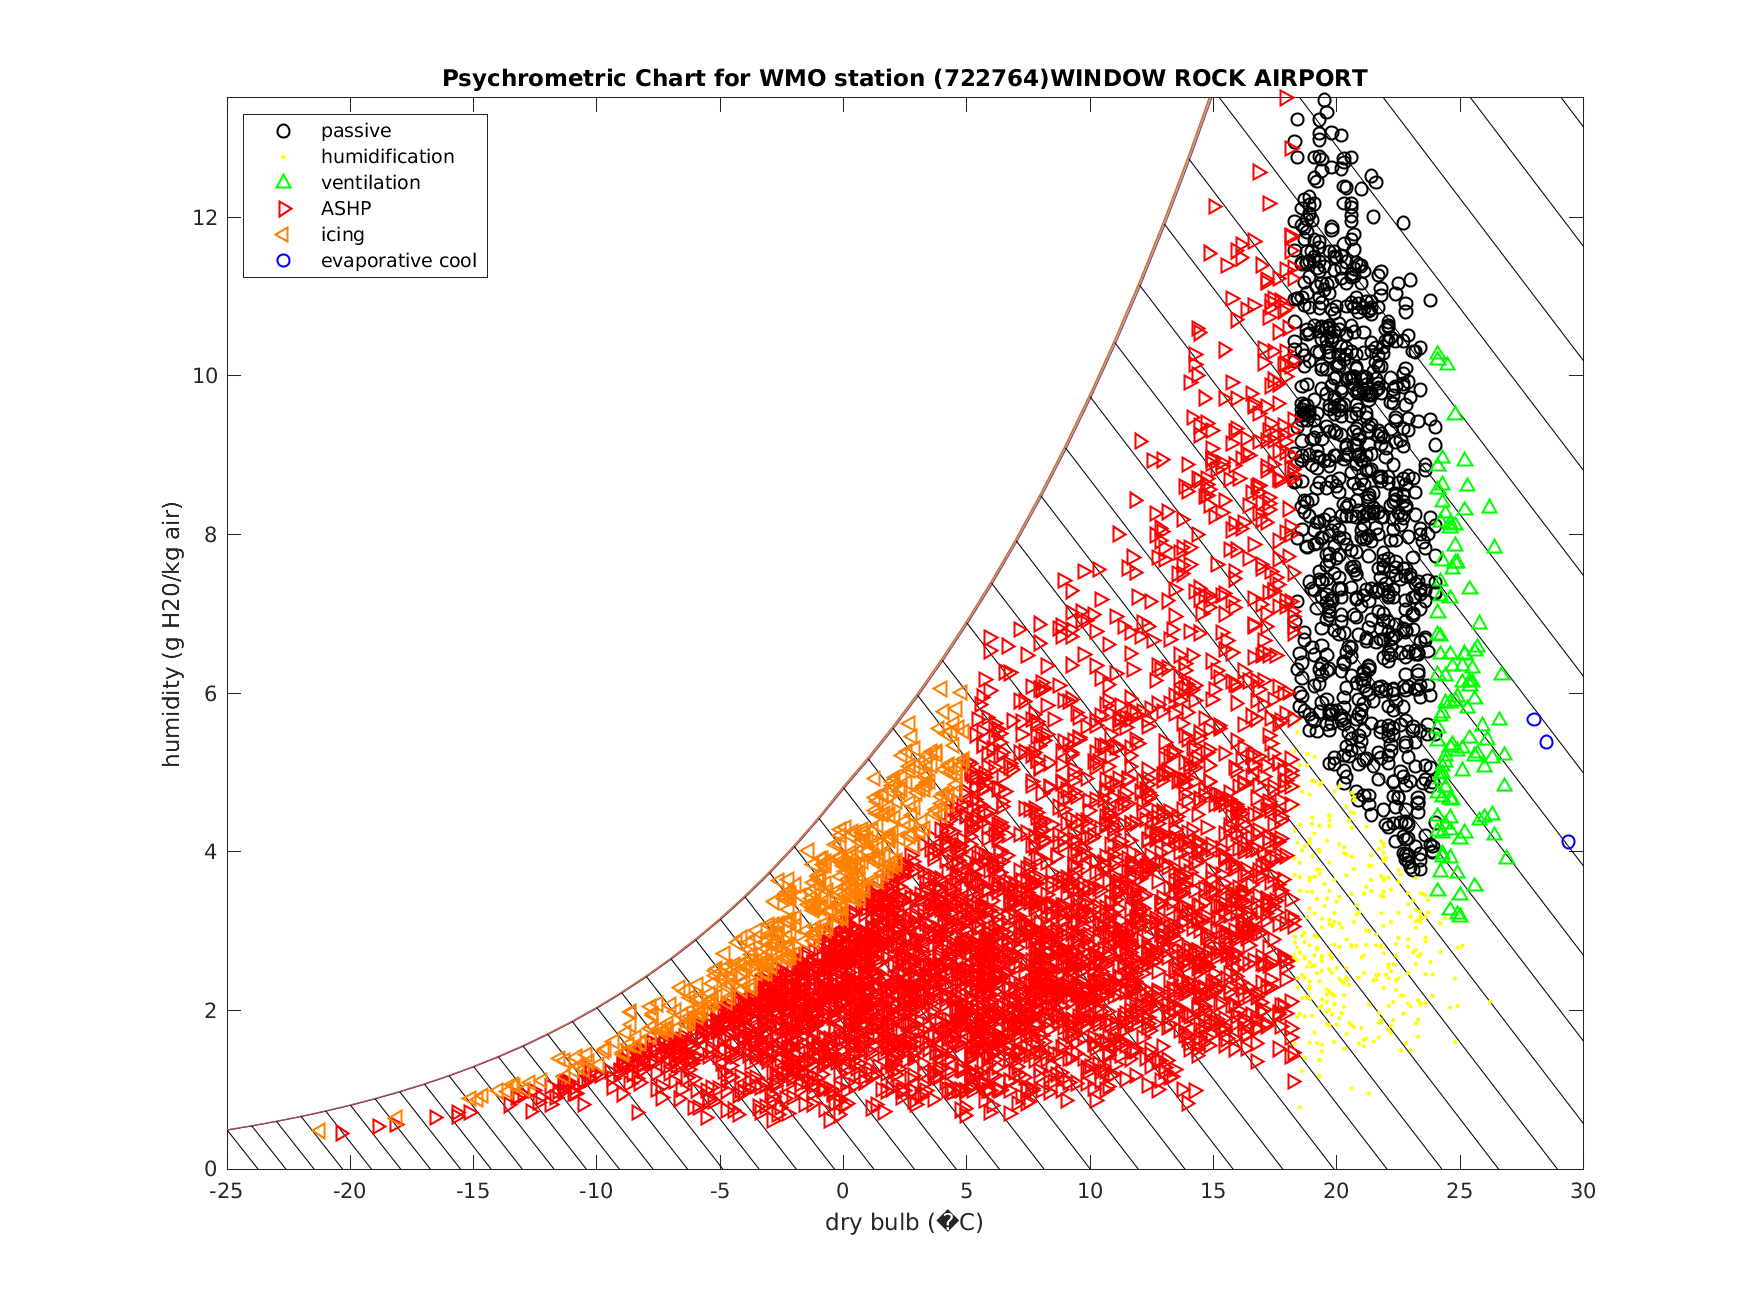 Psychrometric Chart for WMO station (722764)WINDOW ROCK AIRPORT
passive
humidification
ventilation
ASHP
icing
evaporative cool
humidity (g H20/kg air)
12
10
8
6
4
2
0
-25 -20 -15 -10 -5 0 5 10 15 20 25 30
dry bulb (�C)